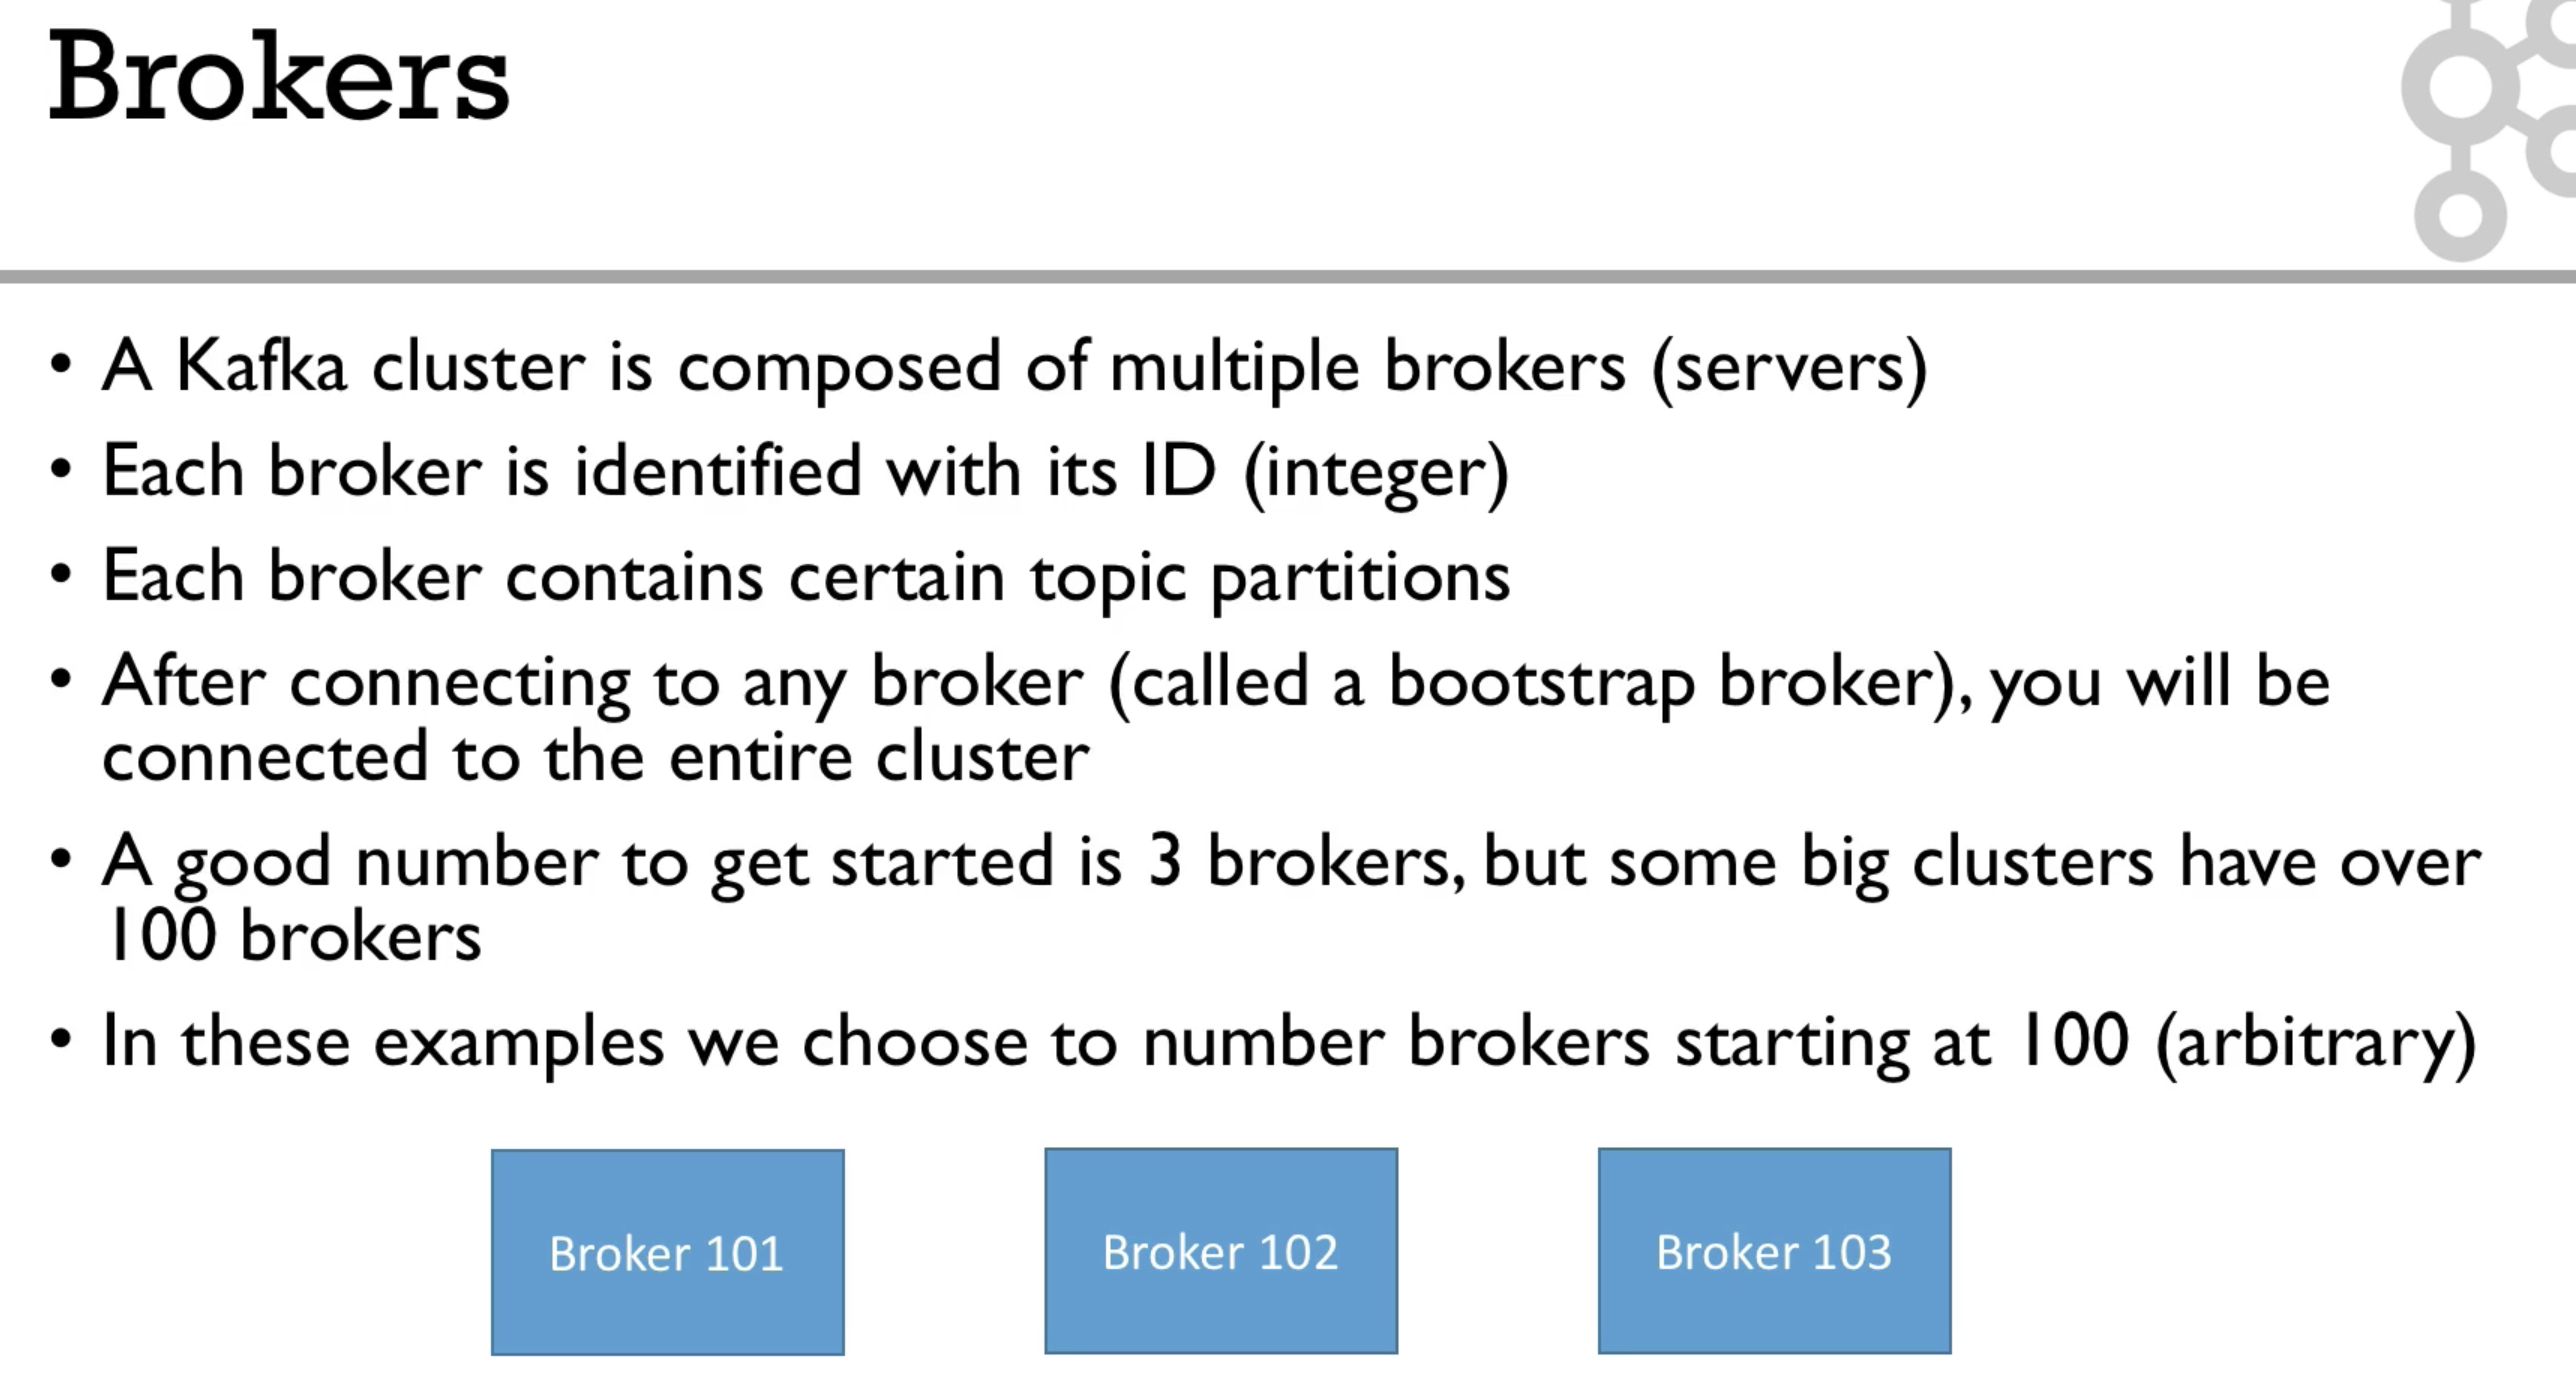 Brokers
• A Kafka cluster is composed of multiple brokers (servers)
• Each broker is identified with its ID (integer)
• Each broker contains certain topic partitions
• After connecting to any broker (called a bootstrap broker), you will be
connected to the entire cluster
• A good number to get started is 3 brokers, but some big clusters have over
100 brokers
• In these examples we choose to number brokers starting at 100 (arbitrary)
Broker 101
Broker 102
Broker 103